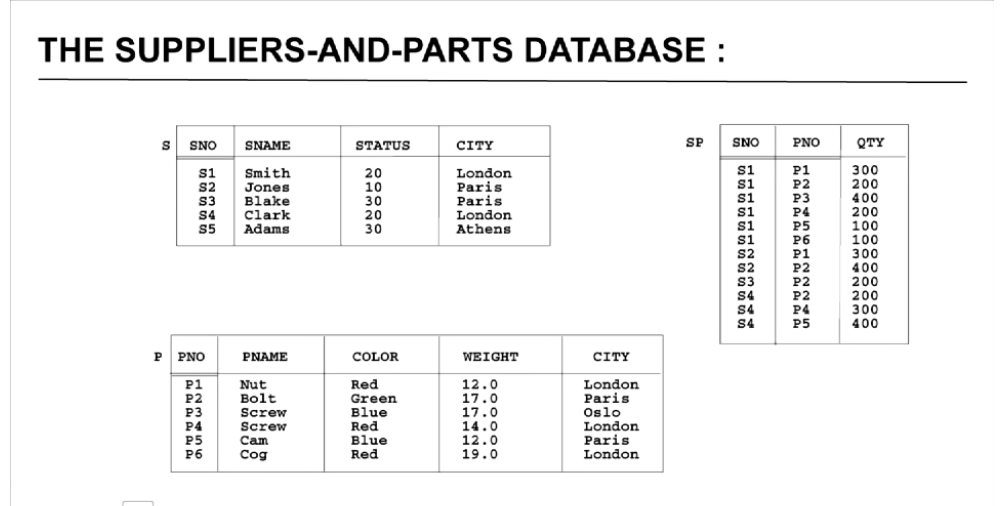 THE SUPPLIERS-AND-PARTS DATABASE :
S SNO SNAME STATUS CITY
S1 Smith 20 London
S2 Jones 10 Paris
S3 Blake 30 Paris
S4 Clark 20 London
S5 Adams 30 Athens
SP SNO PNO QTY
S1 P1 300
S1 P2 200
S1 P3 400
S1 P4 200
S1 P5 100
S1 P6 100
S2 P1 300
S2 P2 400
S3 P2 200
S4 P2 200
S4 P4 300
S4 P5 400
P PNO PNAME COLOR WEIGHT CITY
P1 Nut Red 12.0 London
P2 Bolt Green 17.0 Paris
P3 Screw Blue 17.0 Oslo
P4 Screw Red 14.0 London
P5 Cam Blue 12.0 Paris
P6 Cog Red 19.0 London